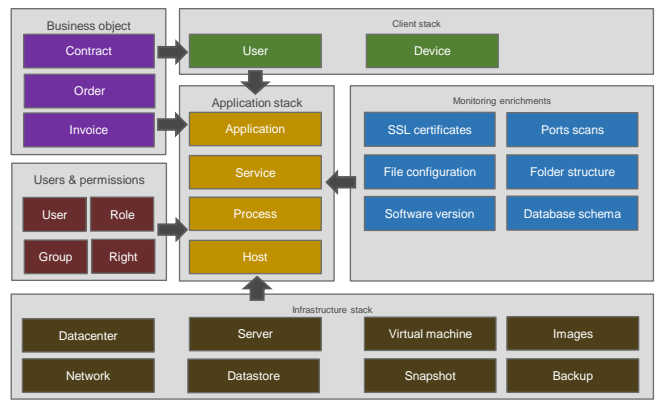 Business object
Contract
Order
Invoice
Client stack
User
Device
Application stack
Application
Service
Process
Host
Monitoring enrichments
SSL certificates
Ports scans
File configuration
Folder structure
Software version
Database schema
Users & permissions
User
Role
Group
Right
Infrastructure stack
Datacenter
Server
Virtual machine
Images
Network
Datastore
Snapshot
Backup